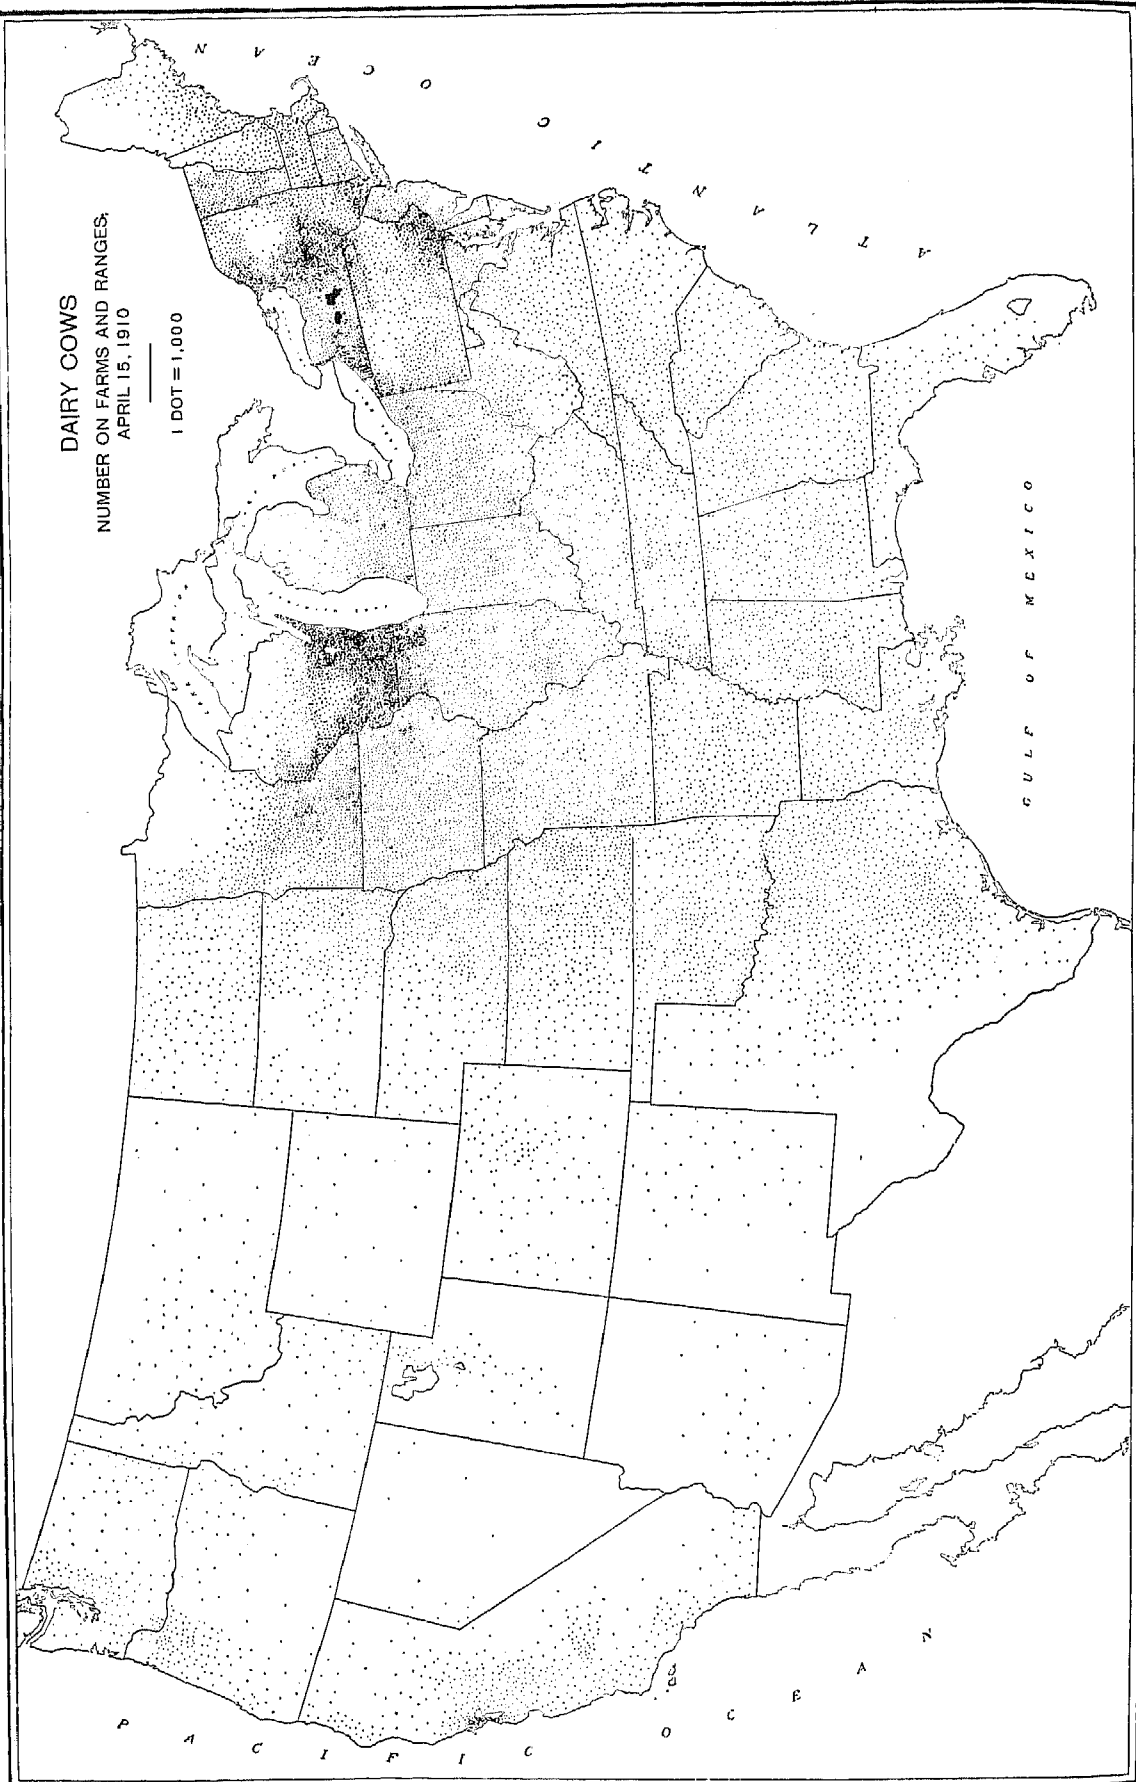 DAIRY COWS
NUMBER ON FARMS AND RANGES,
APRIL 15, 1910
1 DOT = 1,000
ATLANTIC OCEAN
GULF OF MEXICO
PACIFIC OCEAN